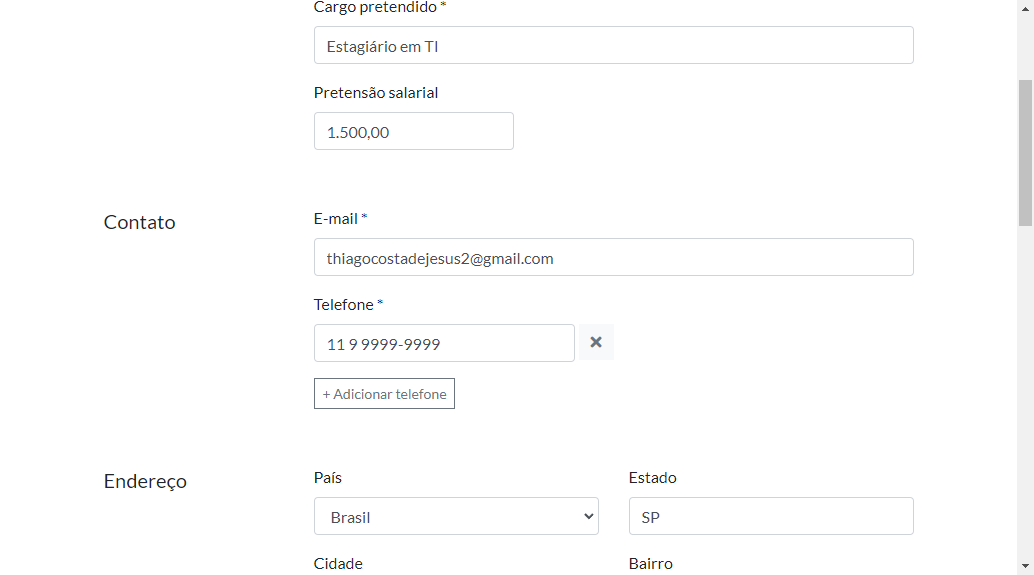 Cargo pretendido *
Estagiário em TI
Pretensão salarial
1.500,00
Contato
E-mail *
thiagocostadejesus2@gmail.com
Telefone *
11 9 9999-9999
+ Adicionar telefone
Endereço
País
Estado
Brasil
SP
Cidade
Bairro